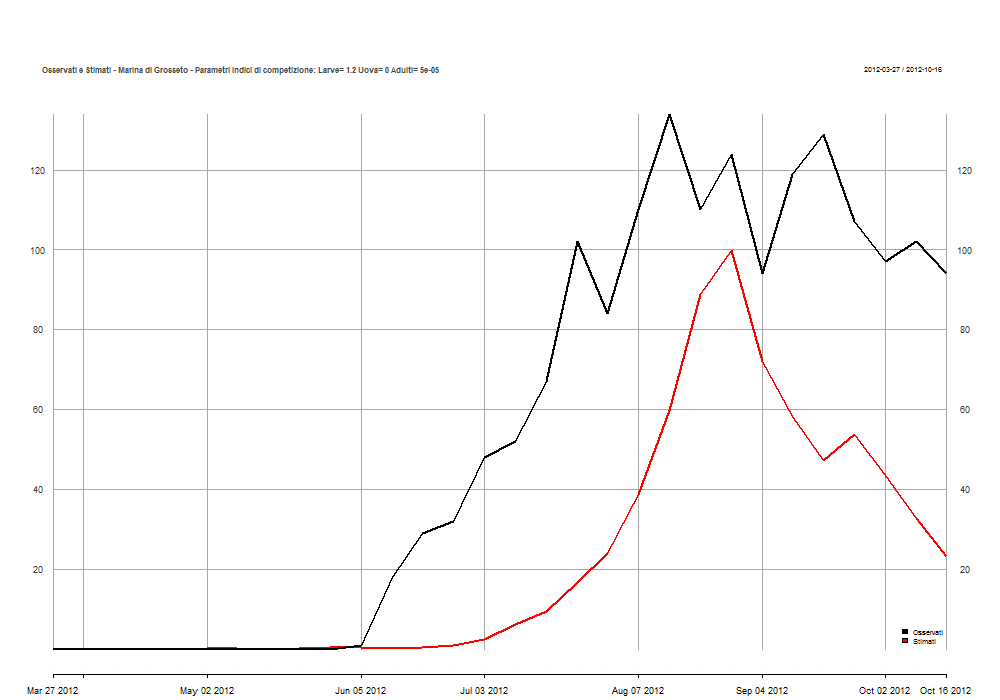 Osservati e Stimati - Marina di Grosseto - Parametri indici di competizione: Larve= 1.2 Uova= 0 Adulti= 5e-05
2012-03-27 / 2012-10-16
120 120
100 100
80 80
60 60
40 40
20 20
Osservati
Stimati
Mar 27 2012 May 02 2012 Jun 05 2012 Jul 03 2012 Aug 07 2012 Sep 04 2012 Oct 02 2012 Oct 16 2012